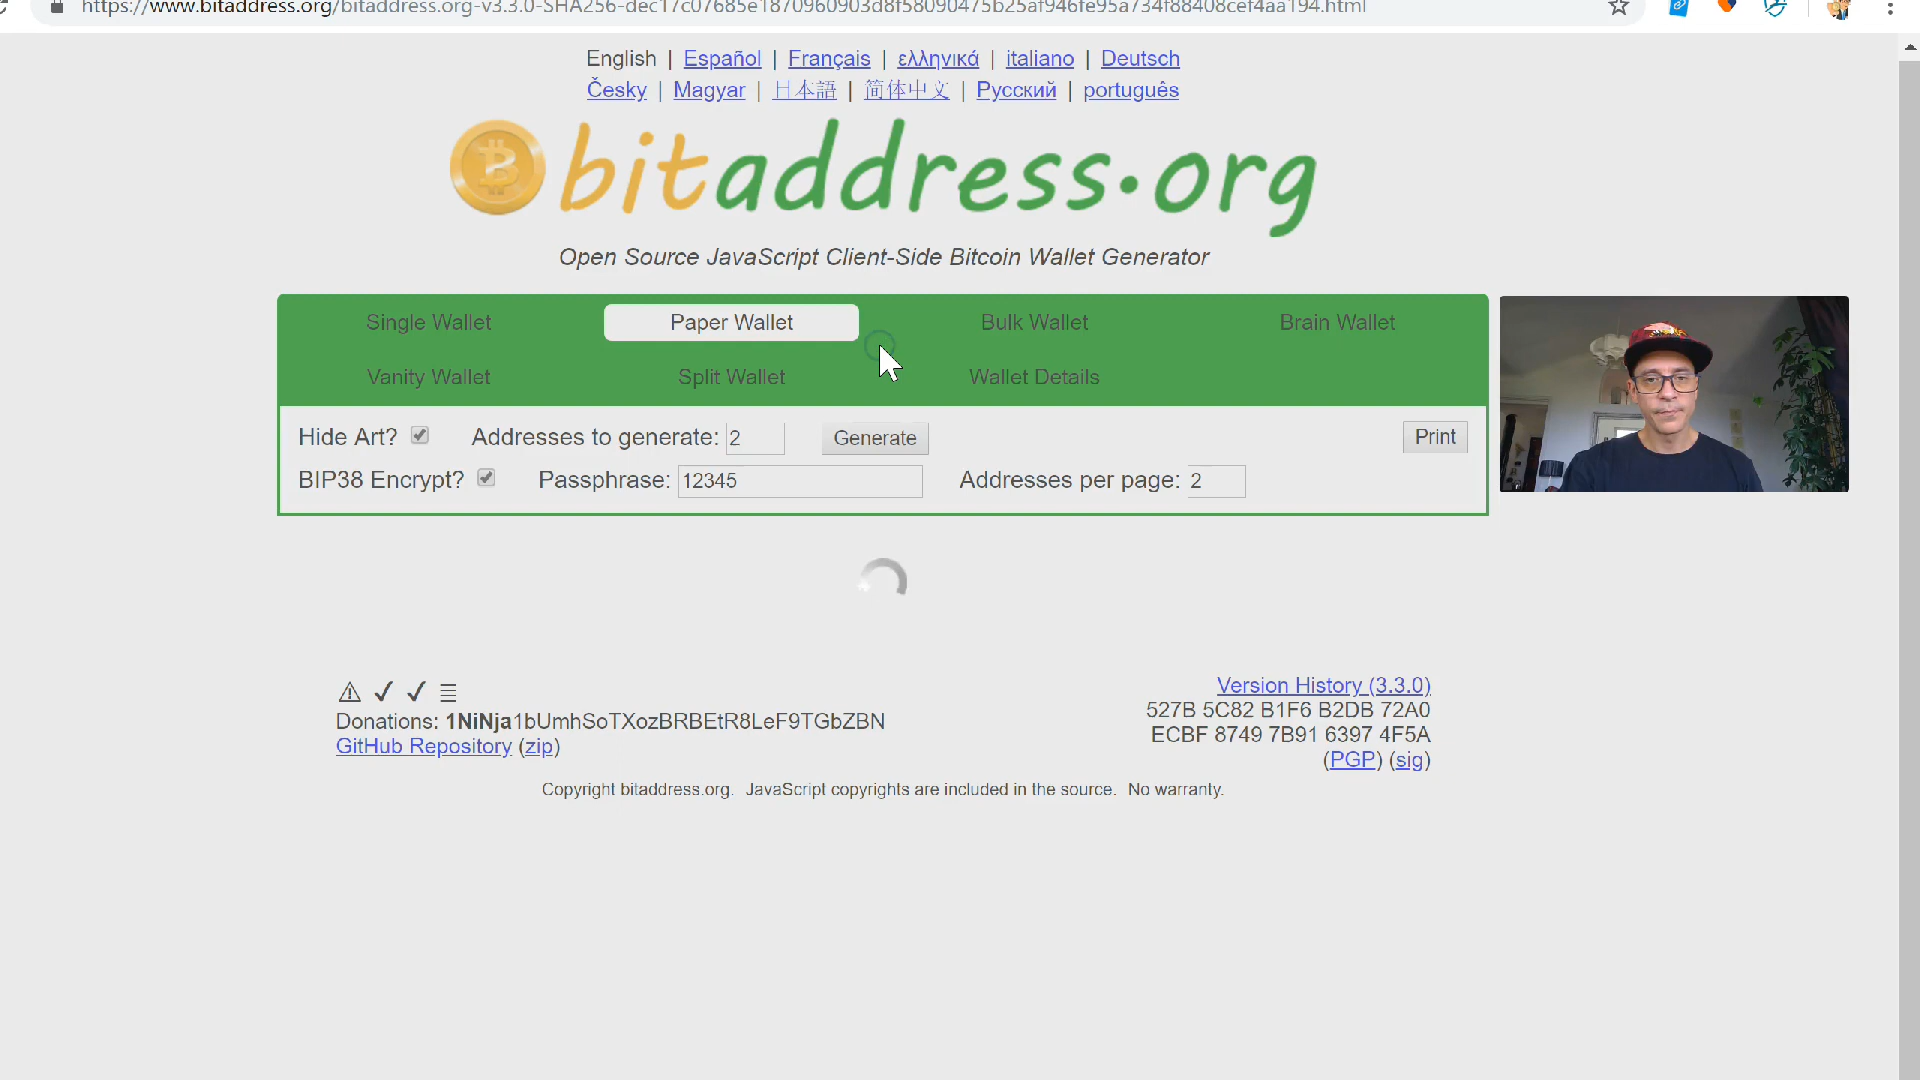 https://www.bitaddress.org/bitaddress.org-v3.3.0-SHA256-dec17c07685e1870960903d8f58090475b25af946fe95a734f88408cef4aa194.html
English | Español | Français | ελληνικά | italiano | Deutsch
Česky | Magyar | 日本語 | 简体中文 | Русский | português
bitaddress.org
Open Source JavaScript Client-Side Bitcoin Wallet Generator
Single Wallet Paper Wallet Bulk Wallet Brain Wallet
Vanity Wallet Split Wallet Wallet Details
Hide Art? Addresses to generate: 2 Generate Print
BIP38 Encrypt? Passphrase: 12345 Addresses per page: 2
Version History (3.3.0)
527B 5C82 B1F6 B2DB 72A0
ECBF 8749 7B91 6397 4F5A
(PGP) (sig)
Donations: 1NiNja1bUmhSoTXozBRBEtR8LeF9TGbZBN
GitHub Repository (zip)
Copyright bitaddress.org. JavaScript copyrights are included in the source. No warranty.